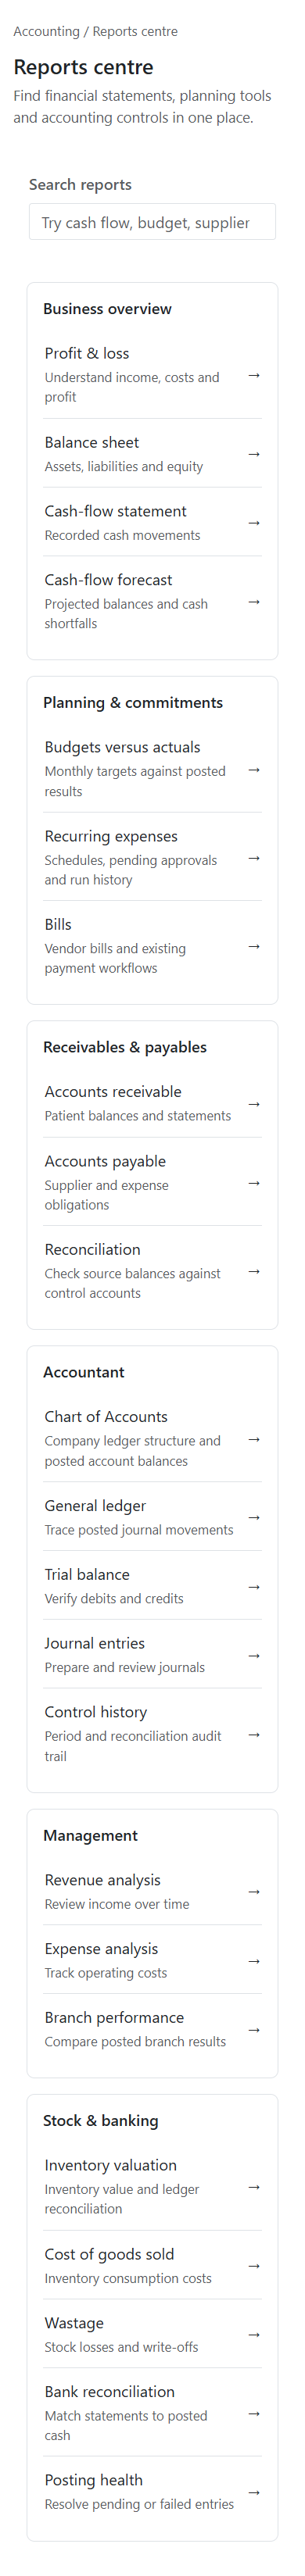 Accounting / Reports centre
Reports centre
Find financial statements, planning tools
and accounting controls in one place.
Search reports
Try cash flow, budget, supplier
Business overview
Profit & loss
Understand income, costs and
profit
→
Balance sheet
Assets, liabilities and equity
→
Cash-flow statement
Recorded cash movements
→
Cash-flow forecast
Projected balances and cash
shortfalls
→
Planning & commitments
Budgets versus actuals
Monthly targets against posted
results
→
Recurring expenses
Schedules, pending approvals
and run history
→
Bills
Vendor bills and existing
payment workflows
→
Receivables & payables
Accounts receivable
Patient balances and statements
→
Accounts payable
Supplier and expense
obligations
→
Reconciliation
Check source balances against
control accounts
→
Accountant
Chart of Accounts
Company ledger structure and
posted account balances
→
General ledger
Trace posted journal movements
→
Trial balance
Verify debits and credits
→
Journal entries
Prepare and review journals
→
Control history
Period and reconciliation audit
trail
→
Management
Revenue analysis
Review income over time
→
Expense analysis
Track operating costs
→
Branch performance
Compare posted branch results
→
Stock & banking
Inventory valuation
Inventory value and ledger
reconciliation
→
Cost of goods sold
Inventory consumption costs
→
Wastage
Stock losses and write-offs
→
Bank reconciliation
Match statements to posted
cash
→
Posting health
Resolve pending or failed entries
→